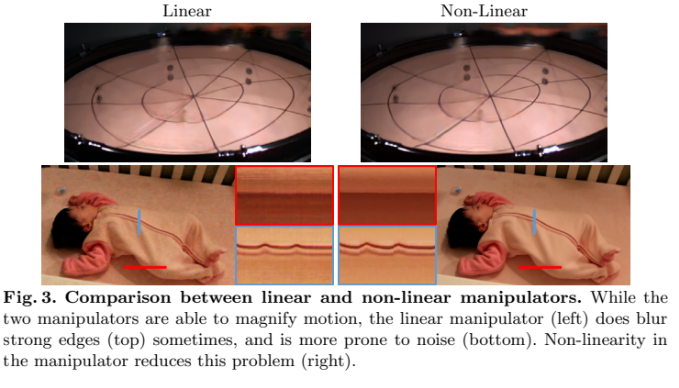 Linear
Non-Linear
Fig. 3. Comparison between linear and non-linear manipulators. While the
two manipulators are able to magnify motion, the linear manipulator (left) does blur
strong edges (top) sometimes, and is more prone to noise (bottom). Non-linearity in
the manipulator reduces this problem (right).